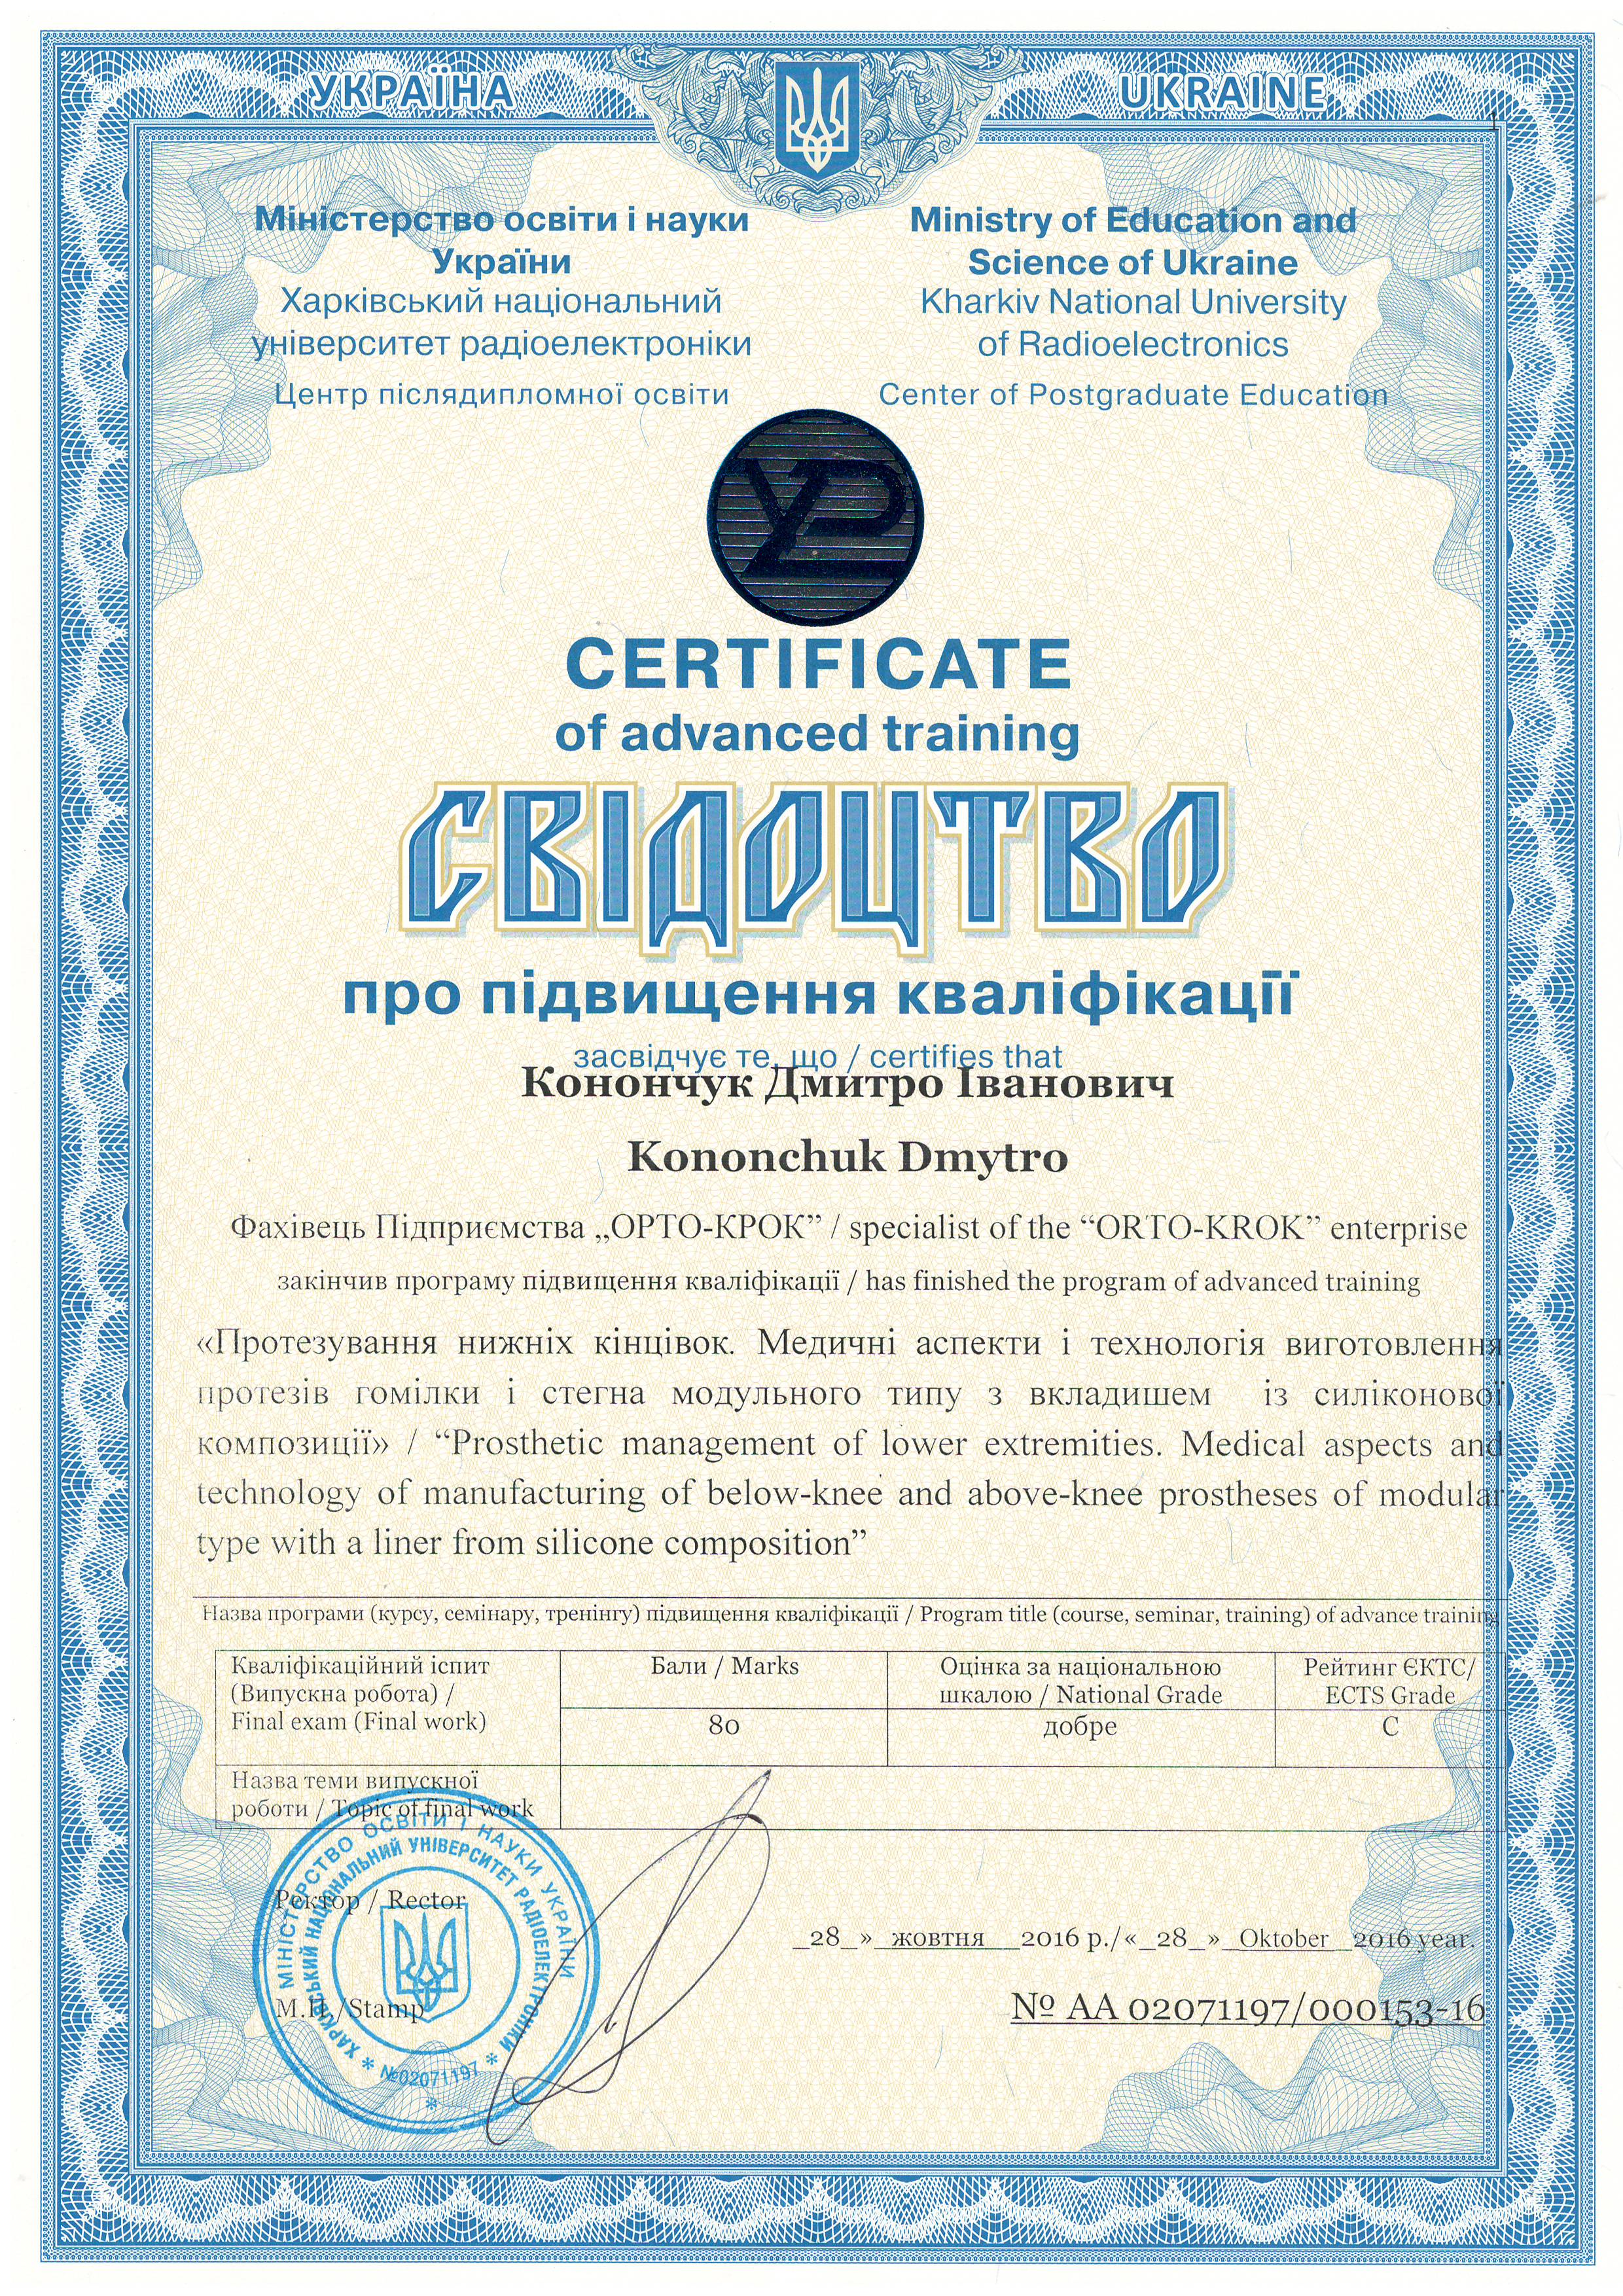 УКРАЇНА
UKRAINE
1
Міністерство освіти і науки
України
Харківський національний
університет радіоелектроніки
Центр післядипломної освіти
Ministry of Education and
Science of Ukraine
Kharkiv National University
of Radioelectronics
Center of Postgraduate Education
CERTIFICATE
of advanced training
СВІДОЦТВО
про підвищення кваліфікації
засвідчує те, що / certifies that
Конончук Дмитро Іванович
Kononchuk Dmytro
Фахівець Підприємства „ОРТО-КРОК” / specialist of the “ORTO-KROK” enterprise
закінчив програму підвищення кваліфікації / has finished the program of advanced training
«Протезування нижніх кінцівок. Медичні аспекти і технологія виготовлення
протезів гомілки і стегна модульного типу з вкладишем із силіконової
композиції» / “Prosthetic management of lower extremities. Medical aspects and
technology of manufacturing of below-knee and above-knee prostheses of modular
type with a liner from silicone composition”
Назва програми (курсу, семінару, тренінгу) підвищення кваліфікації / Program title (course, seminar, training) of advance training
Кваліфікаційний іспит
(Випускна робота) /
Final exam (Final work)
Бали / Marks
Оцінка за національною
шкалою / National Grade
Рейтинг ЄКТС/
ECTS Grade
80
добре
C
Назва теми випускної
роботи / Topic of final work
Ректор / Rector
М.П./Stamp
МІНІСТЕРСТВО ОСВІТИ І НАУКИ УКРАЇНИ
ХАРКІВСЬКИЙ НАЦІОНАЛЬНИЙ УНІВЕРСИТЕТ РАДІОЕЛЕКТРОНІКИ
* №02071197 *
*
_28_»_жовтня___2016 р./«_28_»_Oktober__2016 year.
№ АА 02071197/000153-16